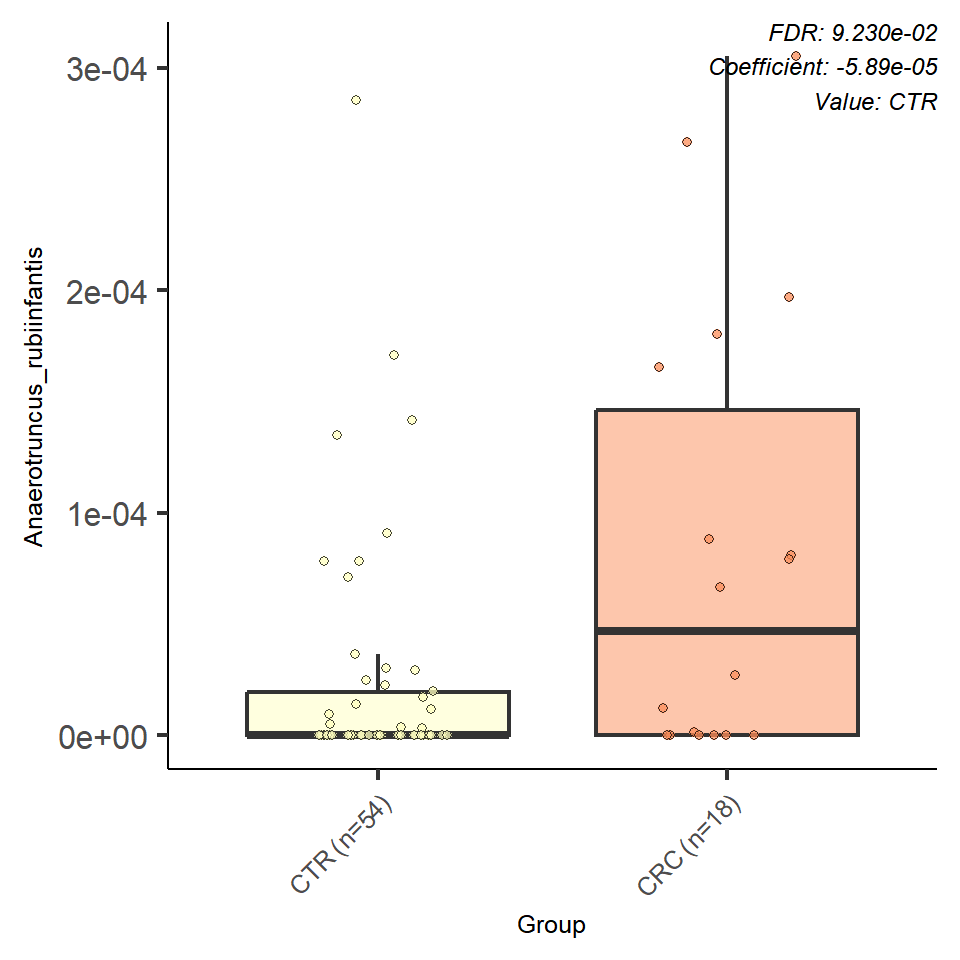 FDR: 9.230e-02
Coefficient: -5.89e-05
Value: CTR
3e-04
2e-04
1e-04
0e+00
Anaerotruncus_rubiinfantis
CTR (n=54)
CRC (n=18)
Group